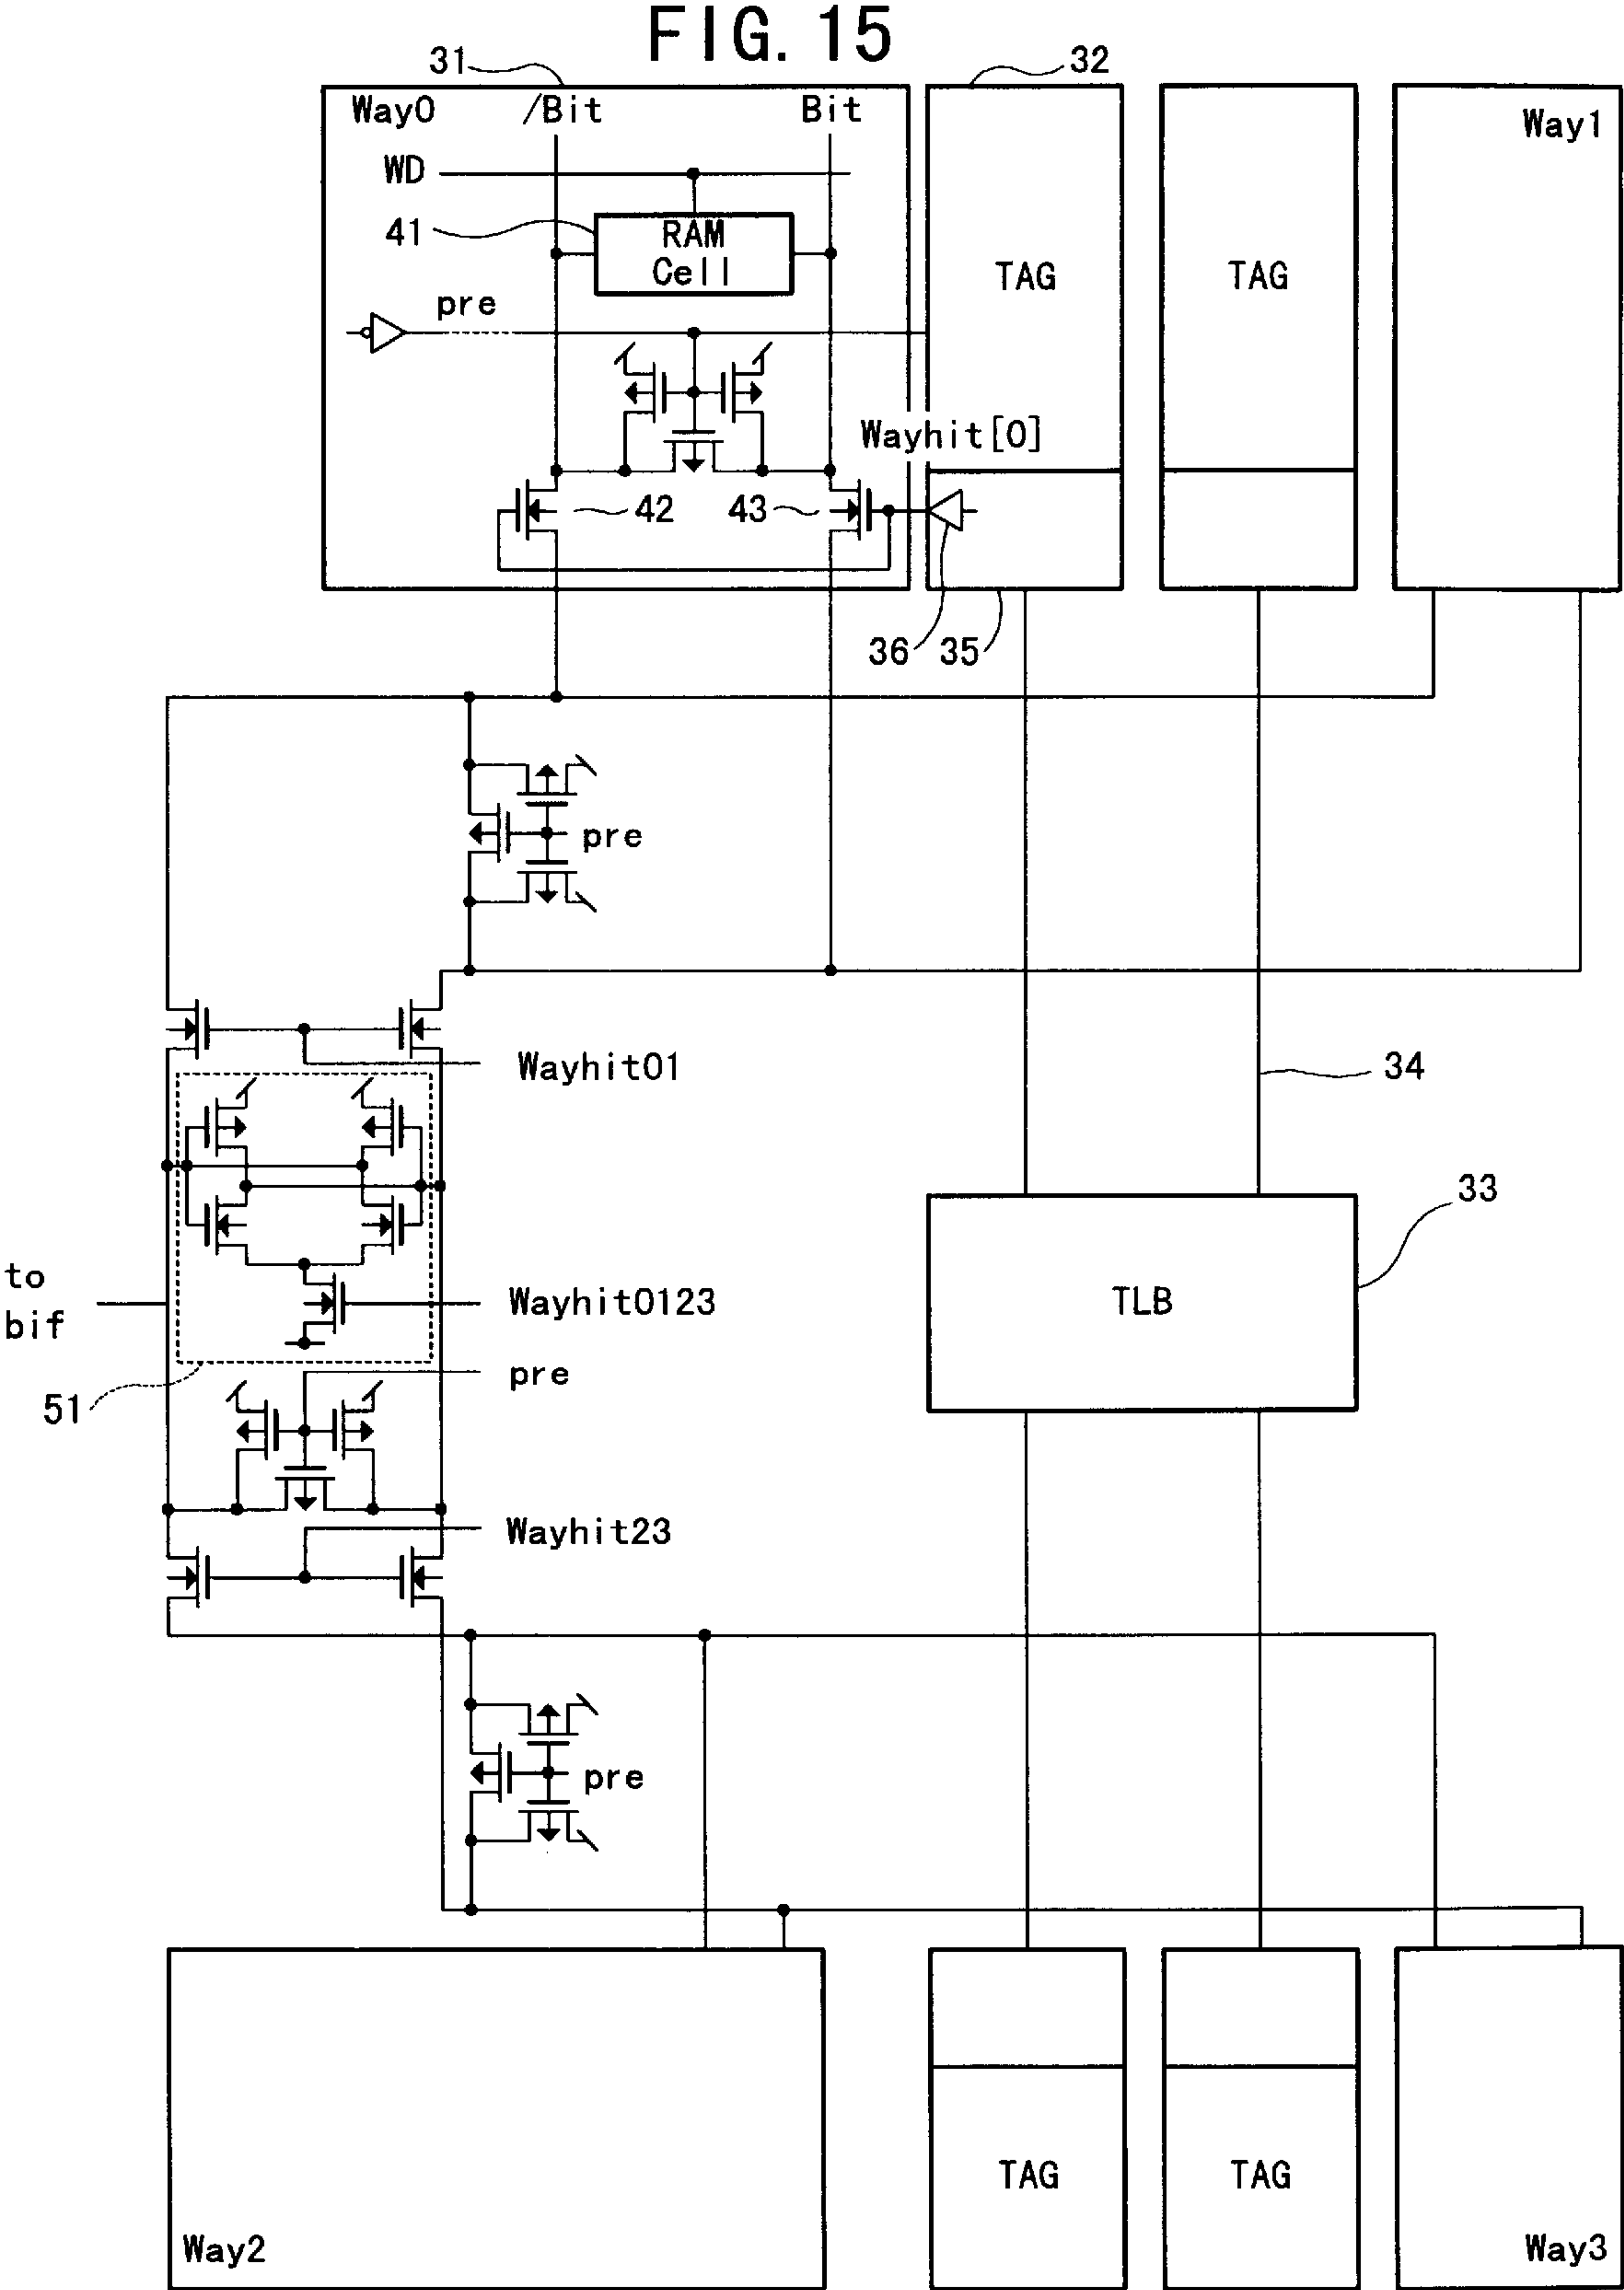 FIG. 15
31
32
Way0
/Bit
Bit
Way1
WD
41
RAM
Cell
TAG
TAG
pre
Wayhit[0]
42
43
36
35
pre
Wayhit01
34
33
to
bif
Wayhit0123
TLB
pre
51
Wayhit23
pre
TAG
TAG
Way2
Way3